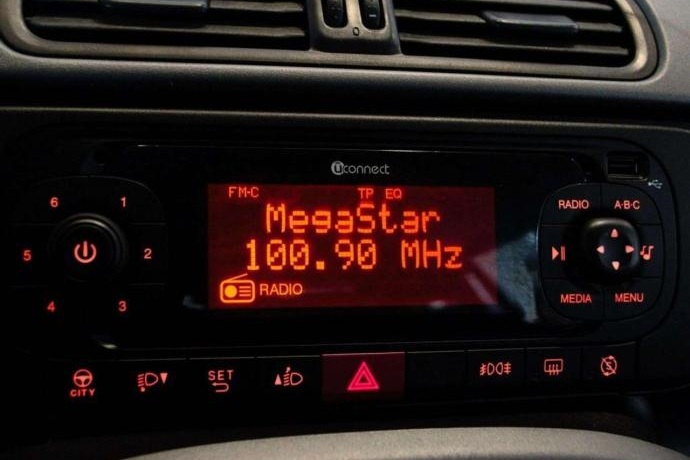 Uconnect
FM-C TP EQ
MegaStar
100.90 MHz
RADIO
6 1
5 2
4 3
RADIO A·B·C
MEDIA MENU
CITY
SET
0